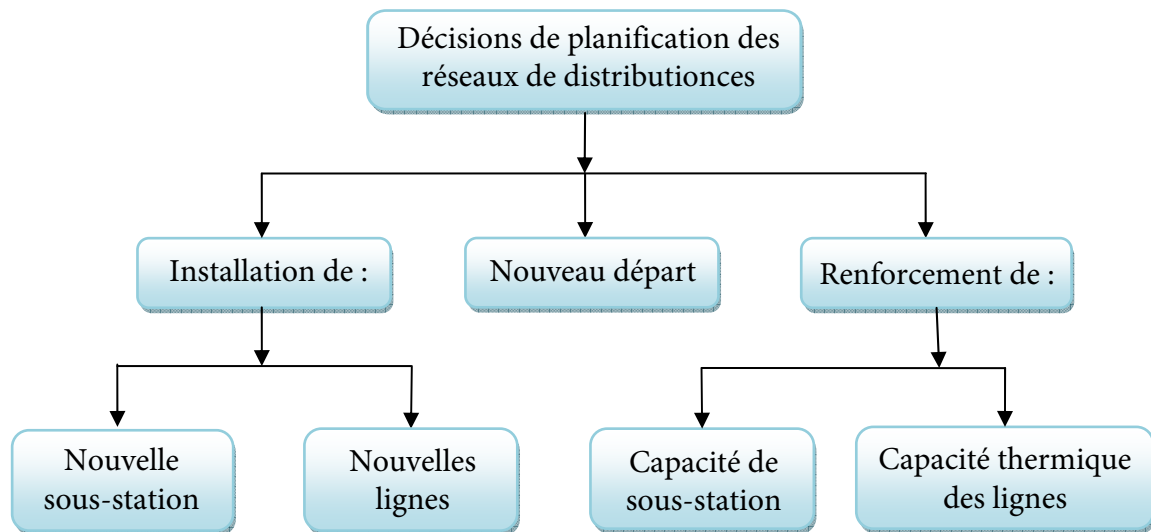 Décisions de planification des
réseaux de distributionces
Installation de :
Nouveau départ
Renforcement de :
Nouvelle
sous-station
Nouvelles
lignes
Capacité de
sous-station
Capacité thermique
des lignes